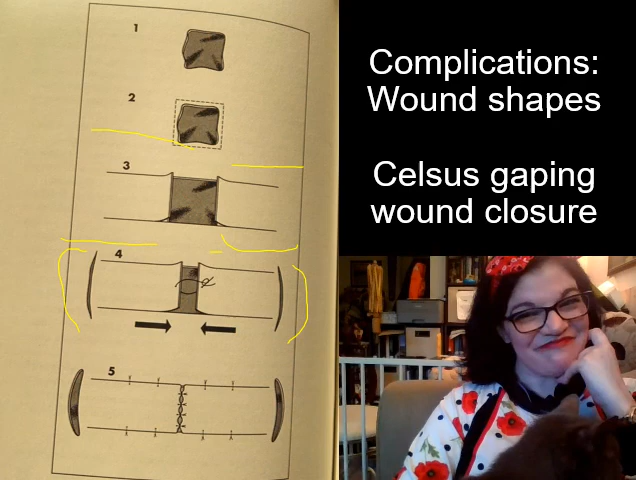 1
2
3
4
5
Complications:
Wound shapes
Celsus gaping
wound closure